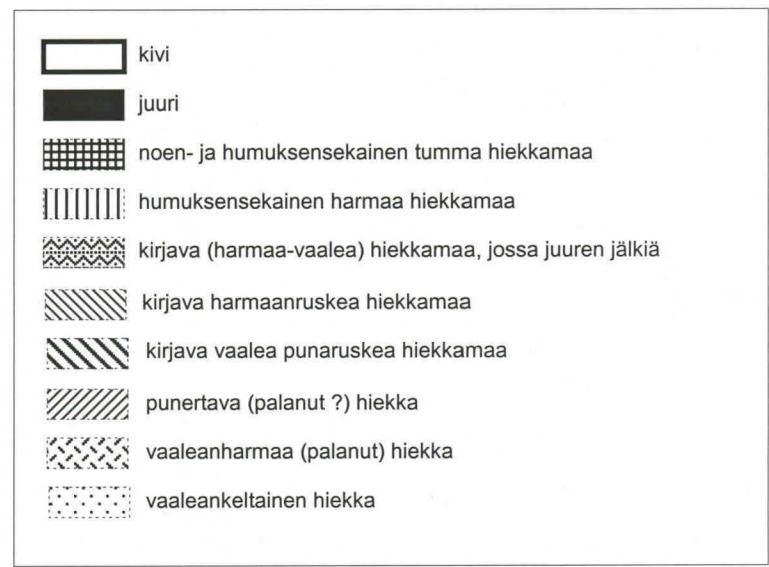 kivi
juuri
noen- ja humuksensekainen tumma hiekkamaa
humuksensekainen harmaa hiekkamaa
kirjava (harmaa-vaalea) hiekkamaa, jossa juuren jälkiä
kirjava harmaanruskea hiekkamaa
kirjava vaalea punaruskea hiekkamaa
punertava (palanut ?) hiekka
vaaleanharmaa (palanut) hiekka
vaaleankeltainen hiekka